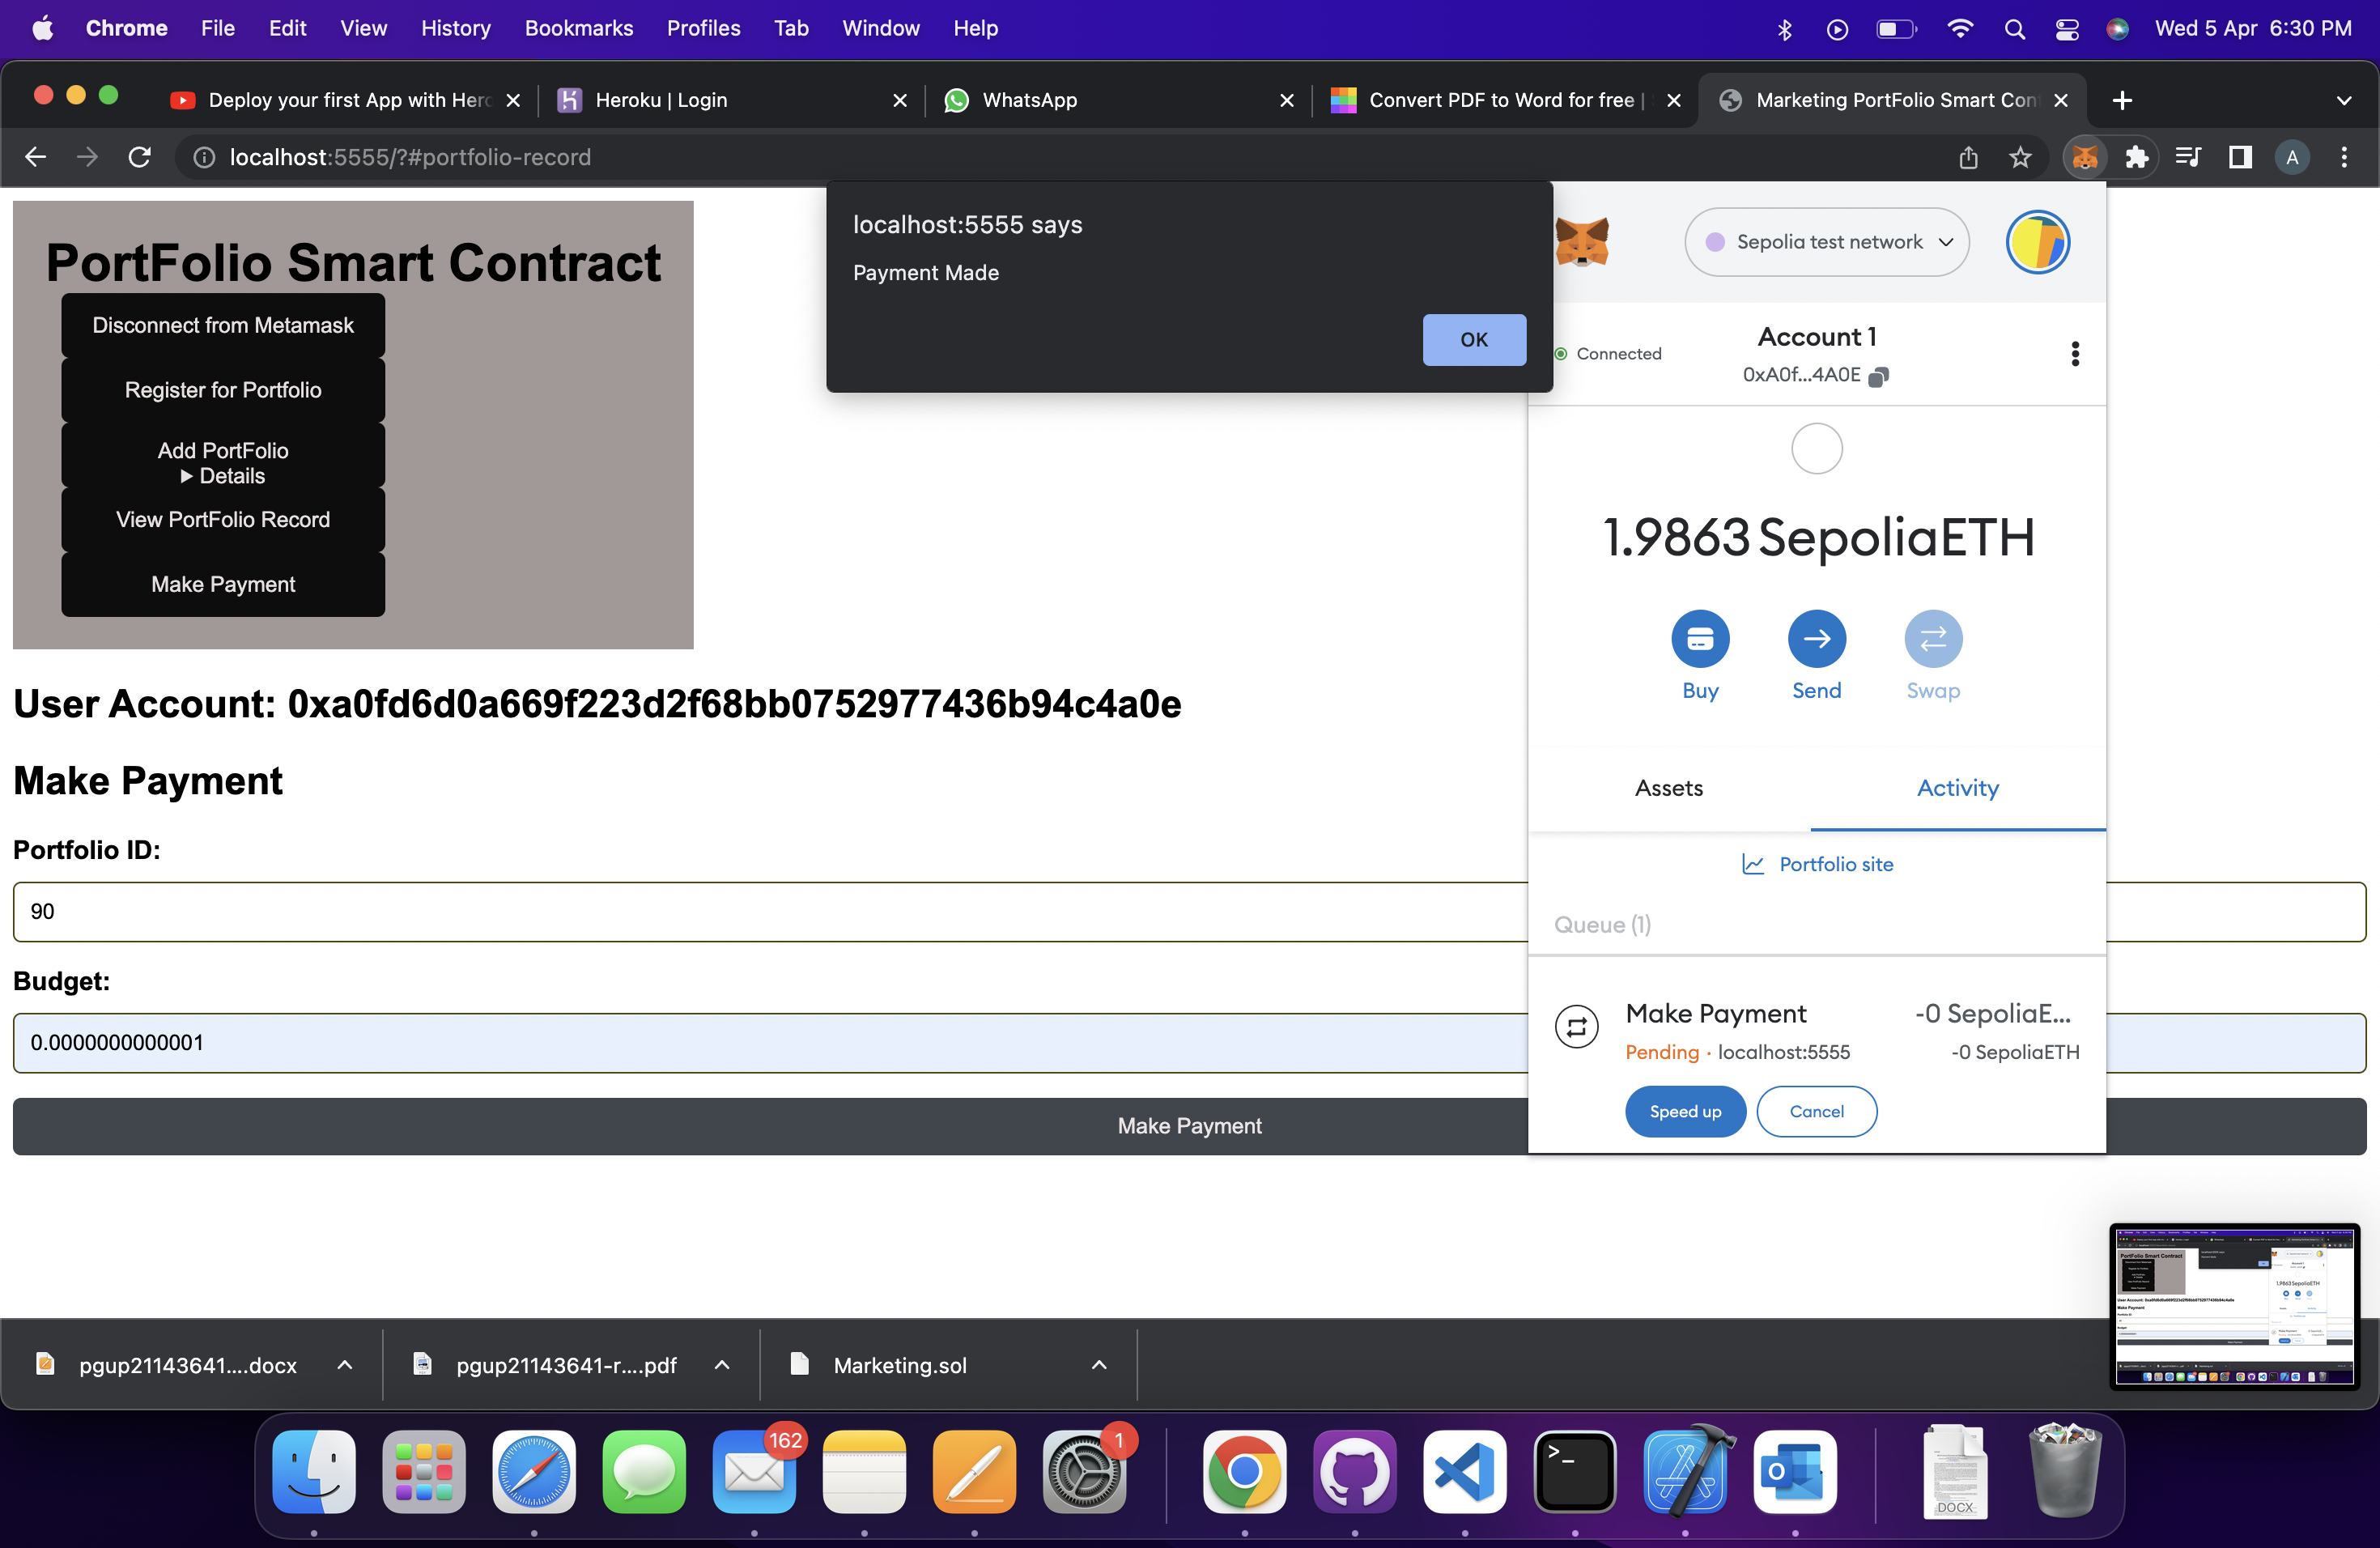 Chrome File Edit View History Bookmarks Profiles Tab Window Help Wed 5 Apr 6:30 PM
Deploy your first App with Herc
Heroku | Login
WhatsApp
Convert PDF to Word for free |
Marketing PortFolio Smart Con
localhost:5555/?#portfolio-record
A
PortFolio Smart Contract
Disconnect from Metamask
Register for Portfolio
Add PortFolio
Details
View PortFolio Record
Make Payment
localhost:5555 says
Payment Made
OK
Sepolia test network
Connected
Account 1
0xA0f...4A0E
1.9863 SepoliaETH
Buy
Send
Swap
Assets
Activity
Portfolio site
Queue (1)
Make Payment
-0 SepoliaE...
Pending · localhost:5555
-0 SepoliaETH
Speed up
Cancel
User Account: 0xa0fd6d0a669f223d2f68bb0752977436b94c4a0e
Make Payment
Portfolio ID:
90
Budget:
0.0000000000001
Make Payment
pgup21143641....docx
pgup21143641-r....pdf
Marketing.sol
162
1
DOCX